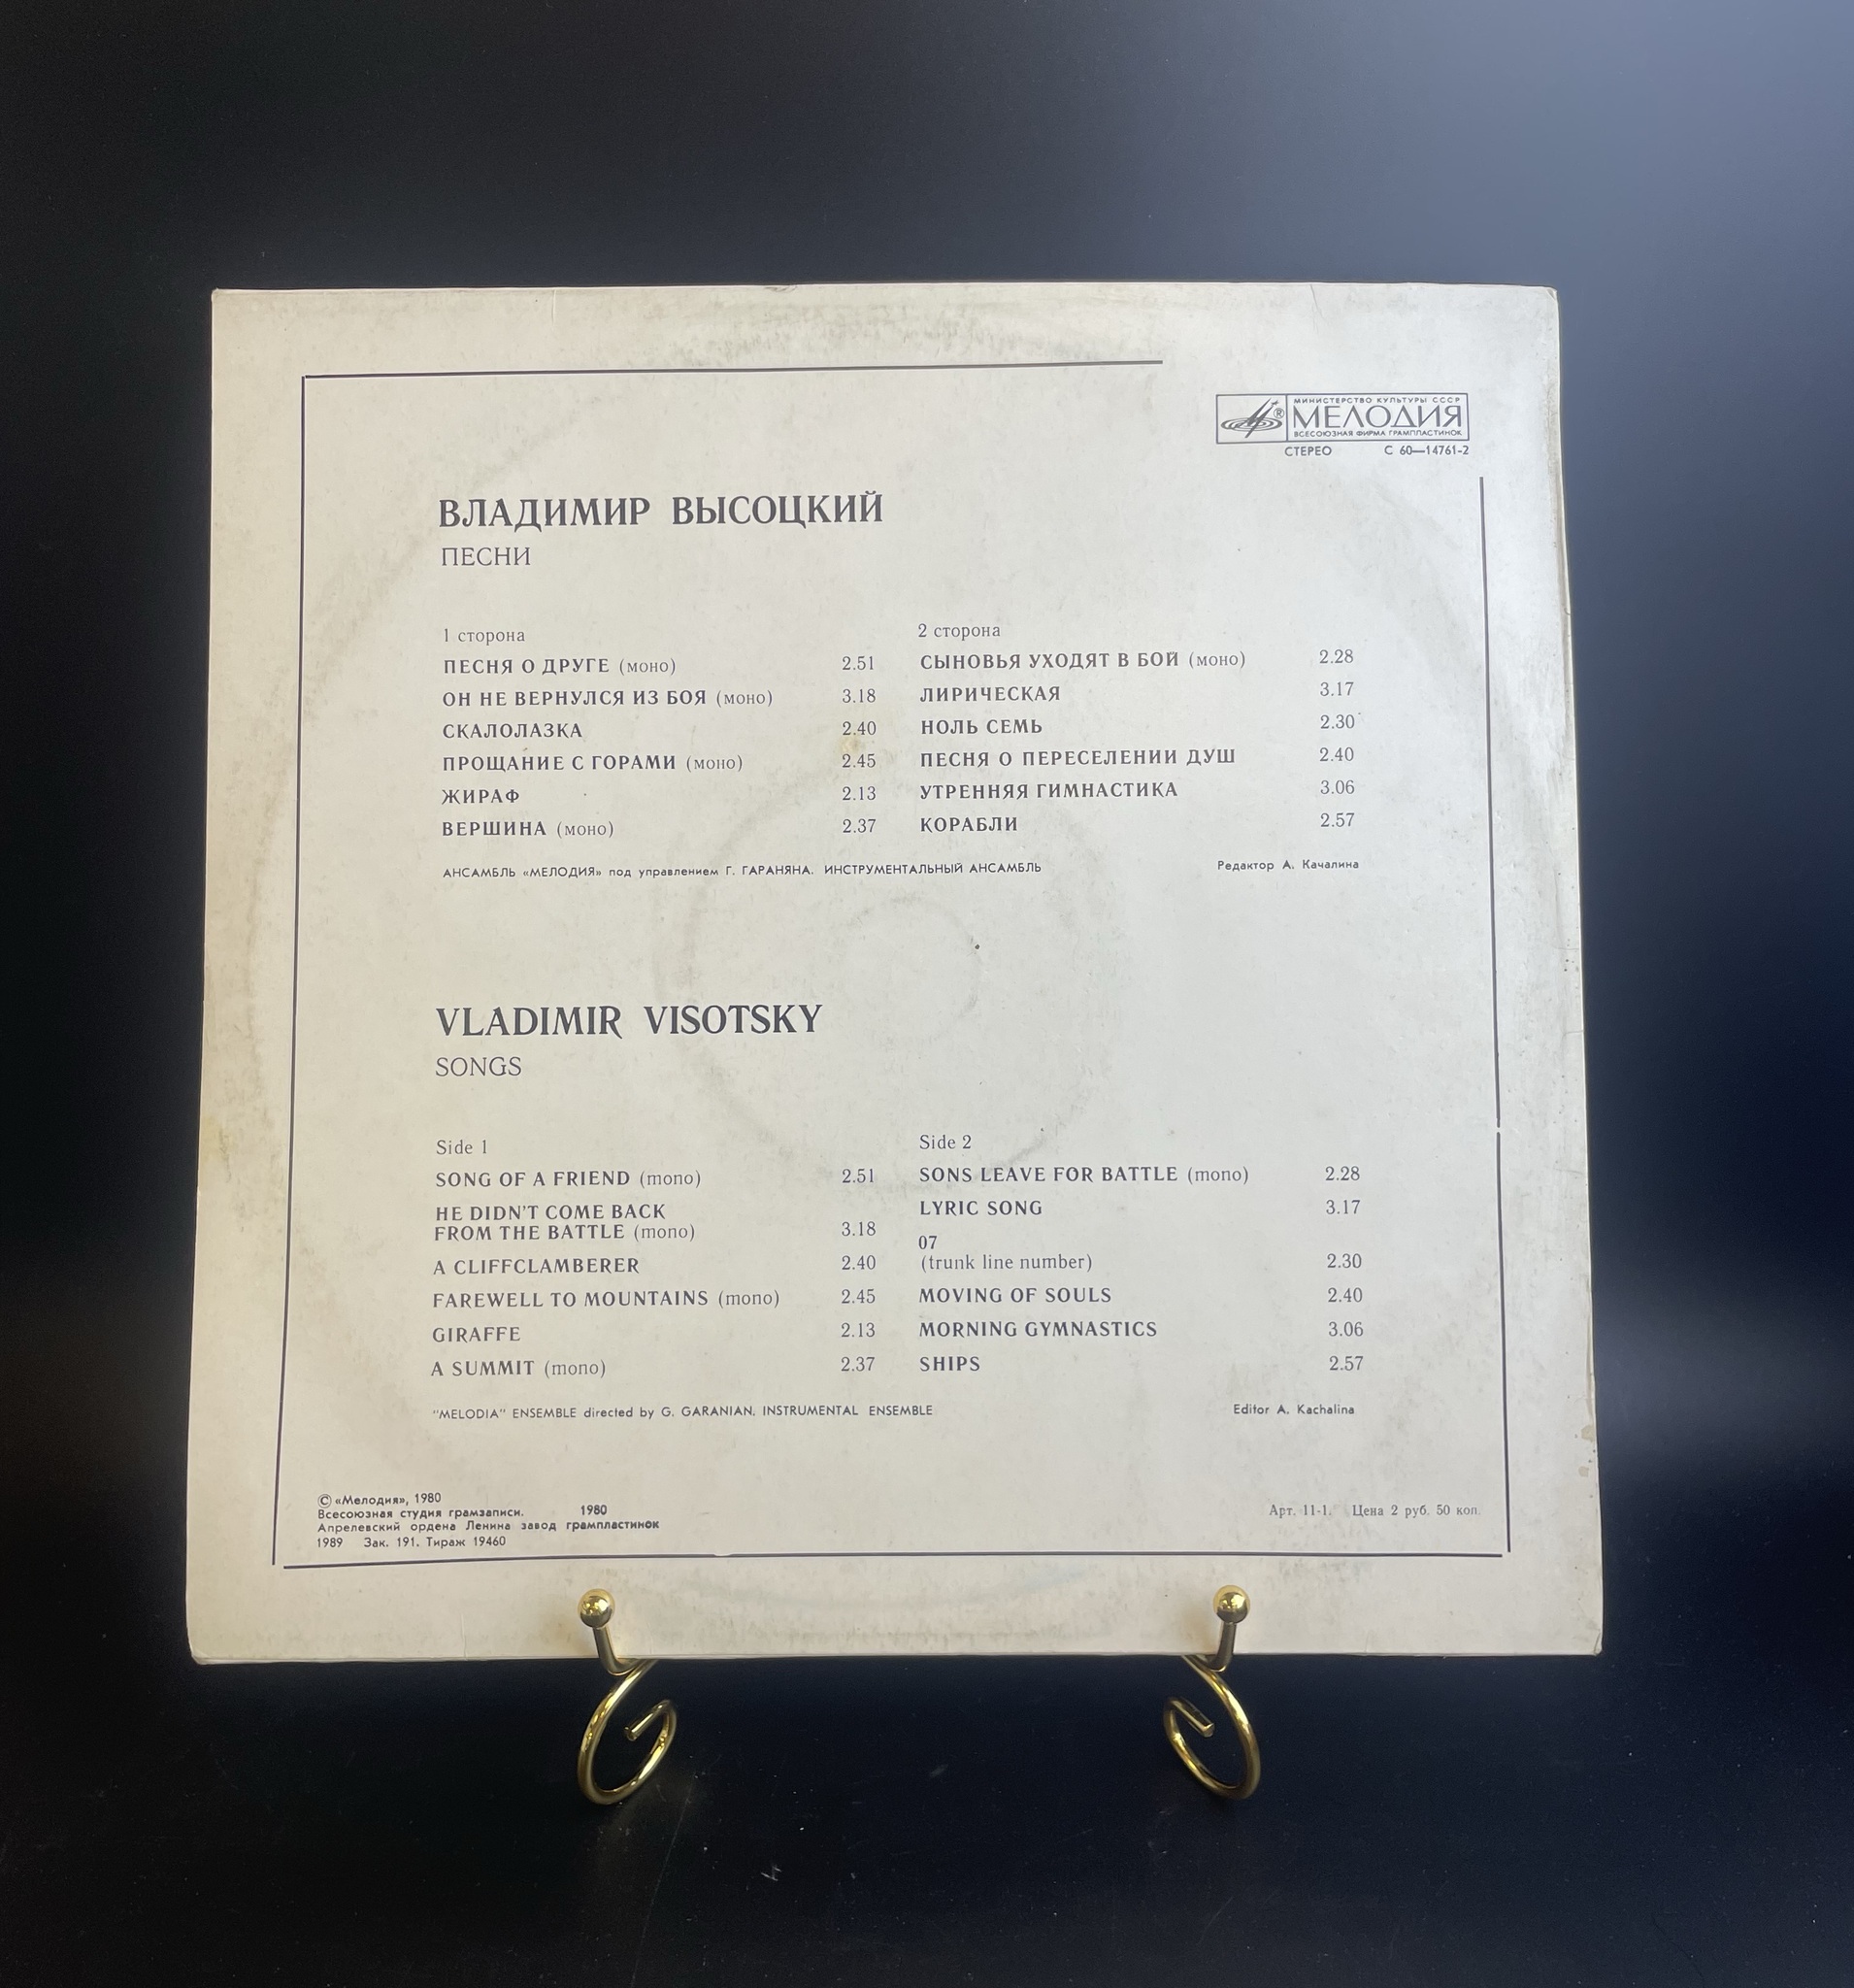 МИНИСТЕРСТВО КУЛЬТУРЫ СССР
® МЕЛОДИЯ
ВСЕСОЮЗНАЯ ФИРМА ГРАМПЛАСТИНОК
СТЕРЕО С 60—14761-2
ВЛАДИМИР ВЫСОЦКИЙ
ПЕСНИ
1 сторона
ПЕСНЯ О ДРУГЕ (моно) 2.51
ОН НЕ ВЕРНУЛСЯ ИЗ БОЯ (моно) 3.18
СКАЛОЛАЗКА 2.40
ПРОЩАНИЕ С ГОРАМИ (моно) 2.45
ЖИРАФ 2.13
ВЕРШИНА (моно) 2.37
2 сторона
СЫНОВЬЯ УХОДЯТ В БОЙ (моно) 2.28
ЛИРИЧЕСКАЯ 3.17
НОЛЬ СЕМЬ 2.30
ПЕСНЯ О ПЕРЕСЕЛЕНИИ ДУШ 2.40
УТРЕННЯЯ ГИМНАСТИКА 3.06
КОРАБЛИ 2.57
АНСАМБЛЬ «МЕЛОДИЯ» под управлением Г. ГАРАНЯНА. ИНСТРУМЕНТАЛЬНЫЙ АНСАМБЛЬ Редактор А. Качалина
VLADIMIR VISOTSKY
SONGS
Side 1
SONG OF A FRIEND (mono) 2.51
HE DIDN'T COME BACK
FROM THE BATTLE (mono) 3.18
A CLIFFCLAMBERER 2.40
FAREWELL TO MOUNTAINS (mono) 2.45
GIRAFFE 2.13
A SUMMIT (mono) 2.37
Side 2
SONS LEAVE FOR BATTLE (mono) 2.28
LYRIC SONG 3.17
07
(trunk line number) 2.30
MOVING OF SOULS 2.40
MORNING GYMNASTICS 3.06
SHIPS 2.57
"MELODIA" ENSEMBLE directed by G. GARANIAN. INSTRUMENTAL ENSEMBLE Editor A. Kachalina
© «Мелодия», 1980
Всесоюзная студия грамзаписи. 1980
Апрелевский ордена Ленина завод грампластинок
1989 Зак. 191. Тираж 19460
Арт. 11-1. Цена 2 руб. 50 коп.